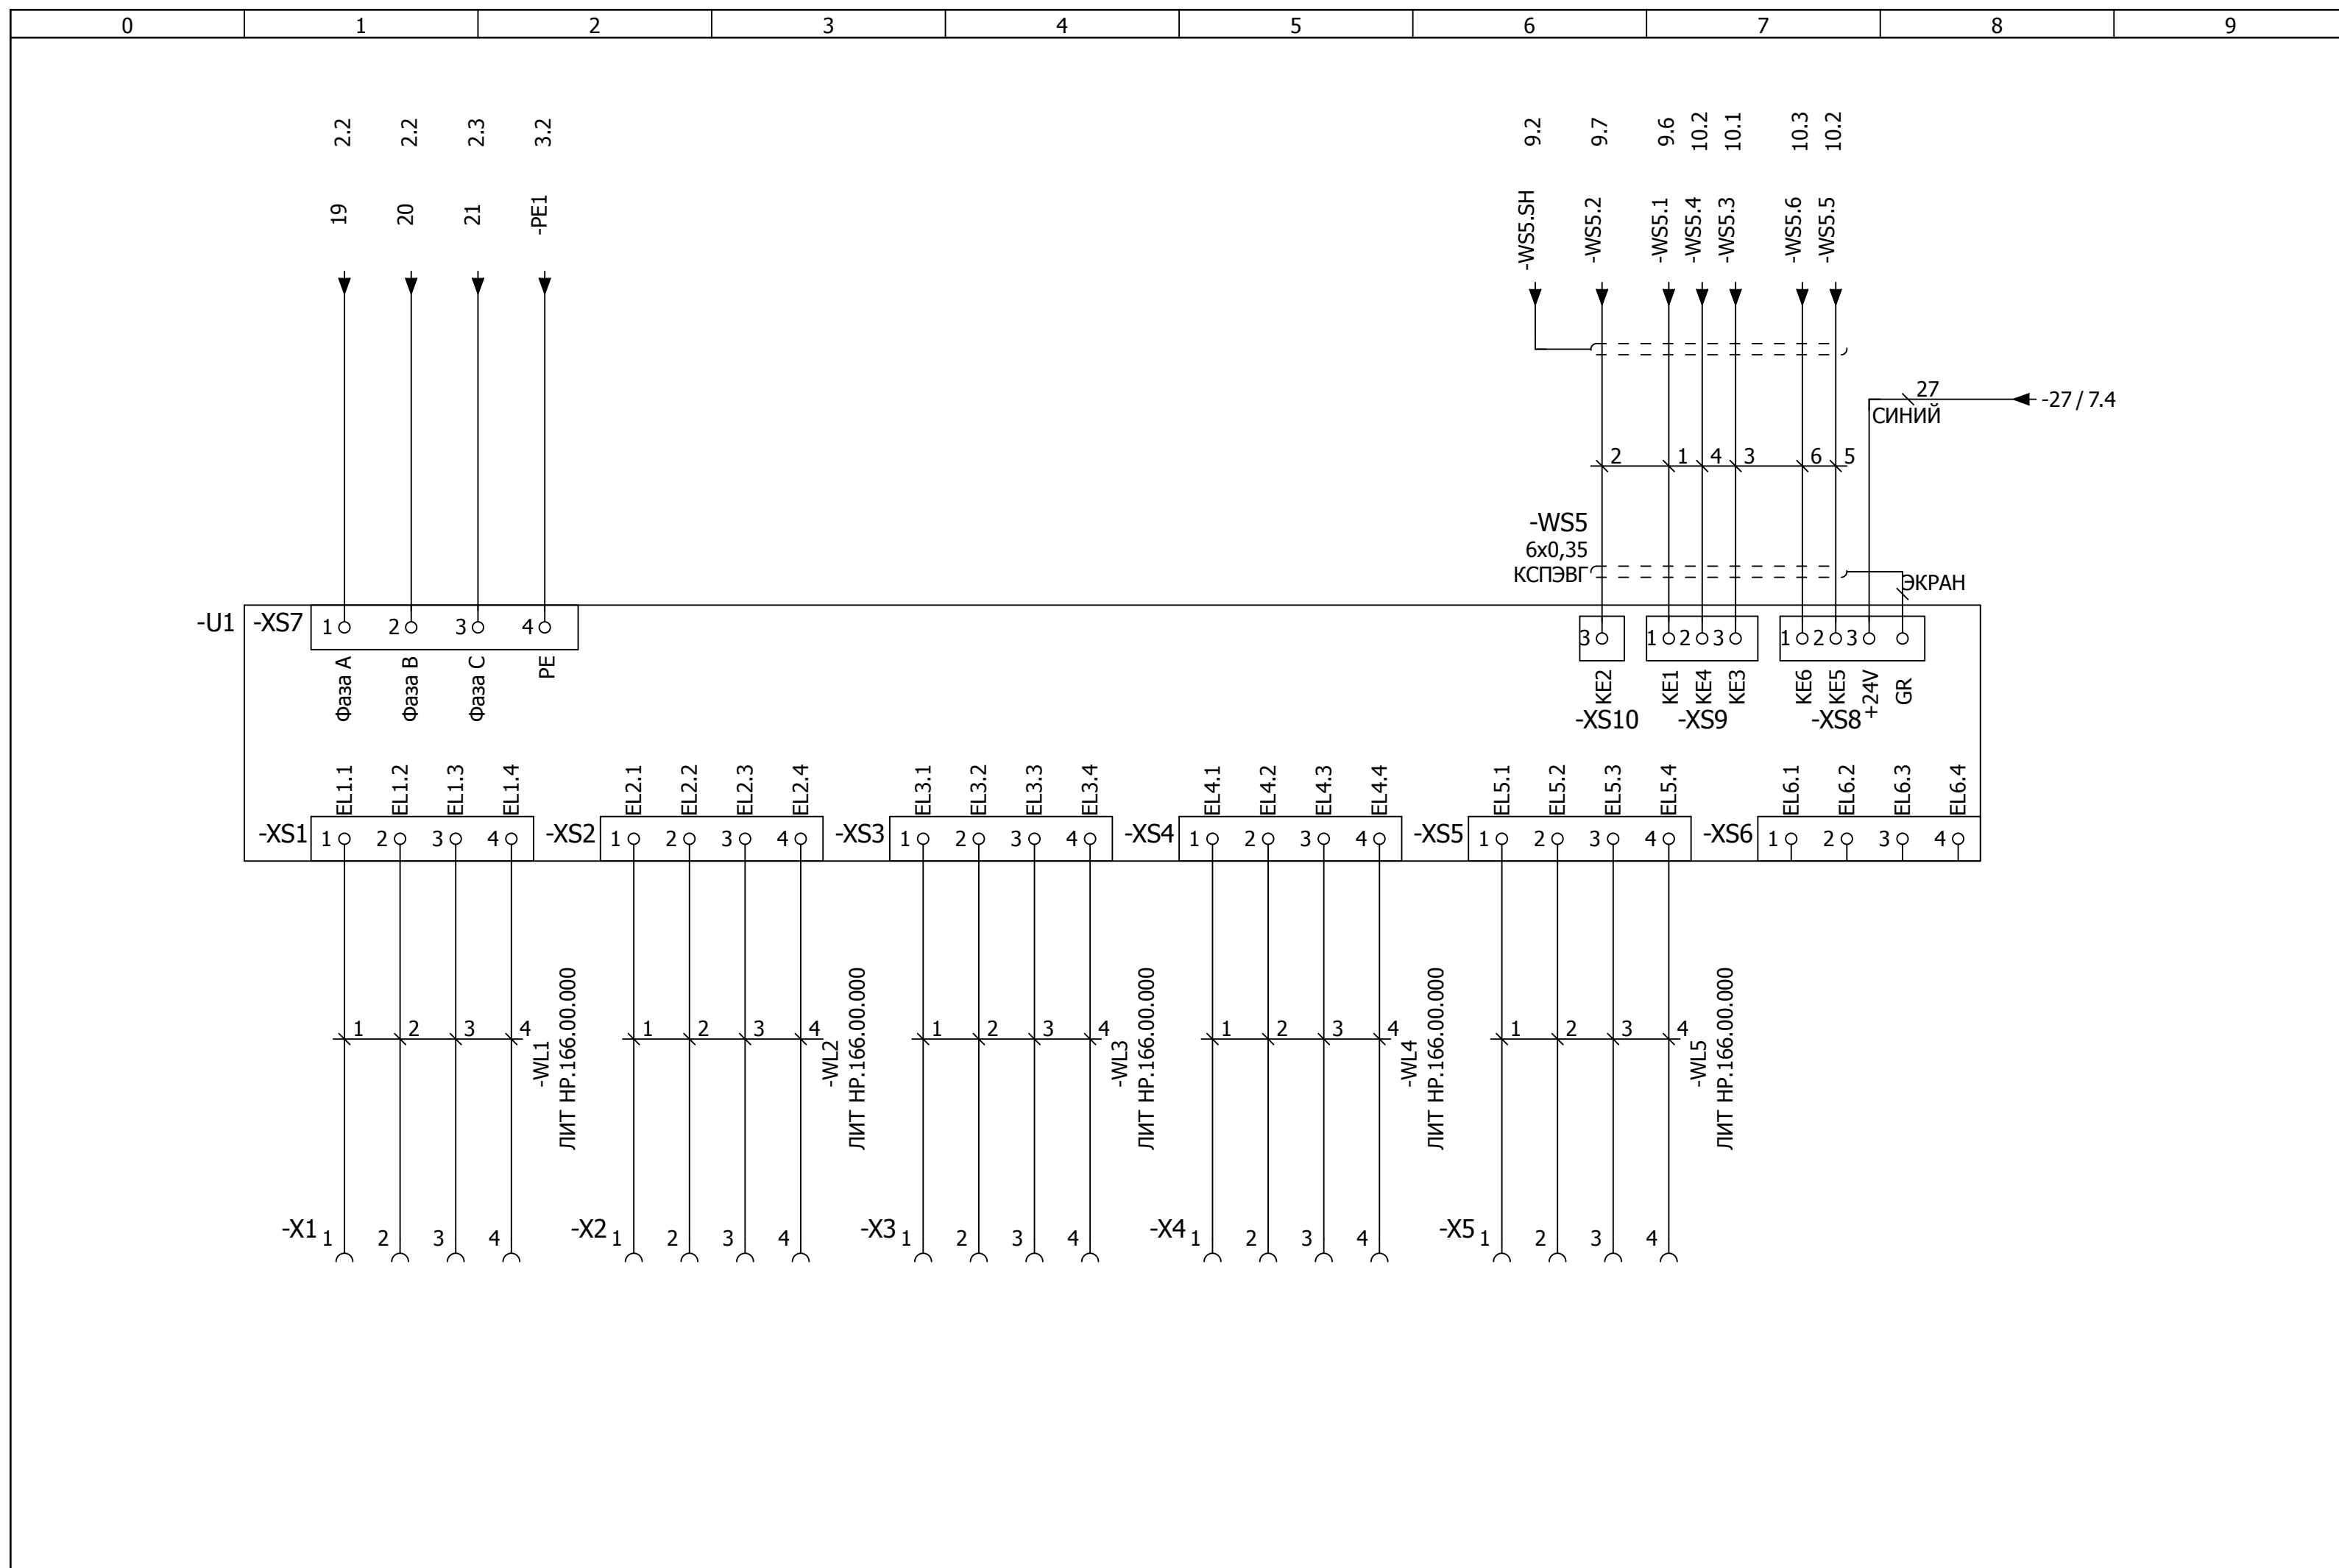 0 1 2 3 4 5 6 7 8 9
2.2 2.2 2.3 3.2 9.2 9.7 9.6 10.2 10.1 10.3 10.2
19 20 21 -PE1 -WS5.SH -WS5.2 -WS5.1 -WS5.4 -WS5.3 -WS5.6 -WS5.5
27 -27 / 7.4
СИНИЙ
2 1 4 3 6 5
-WS5
6x0,35
КСПЭВГ
ЭКРАН
-U1 -XS7 1 2 3 4
3 1 2 3 1 2 3
Фаза A Фаза B Фаза C PE KE2 KE1 KE4 KE3 KE6 KE5 +24V GR
-XS10 -XS9 -XS8
EL1.1 EL1.2 EL1.3 EL1.4 EL2.1 EL2.2 EL2.3 EL2.4 EL3.1 EL3.2 EL3.3 EL3.4 EL4.1 EL4.2 EL4.3 EL4.4 EL5.1 EL5.2 EL5.3 EL5.4 EL6.1 EL6.2 EL6.3 EL6.4
-XS1 1 2 3 4 -XS2 1 2 3 4 -XS3 1 2 3 4 -XS4 1 2 3 4 -XS5 1 2 3 4 -XS6 1 2 3 4
1 2 3 4 1 2 3 4 1 2 3 4 1 2 3 4 1 2 3 4
-WL1
ЛИТ НР.166.00.000
-WL2
ЛИТ НР.166.00.000
-WL3
ЛИТ НР.166.00.000
-WL4
ЛИТ НР.166.00.000
-WL5
ЛИТ НР.166.00.000
-X1 1 2 3 4 -X2 1 2 3 4 -X3 1 2 3 4 -X4 1 2 3 4 -X5 1 2 3 4